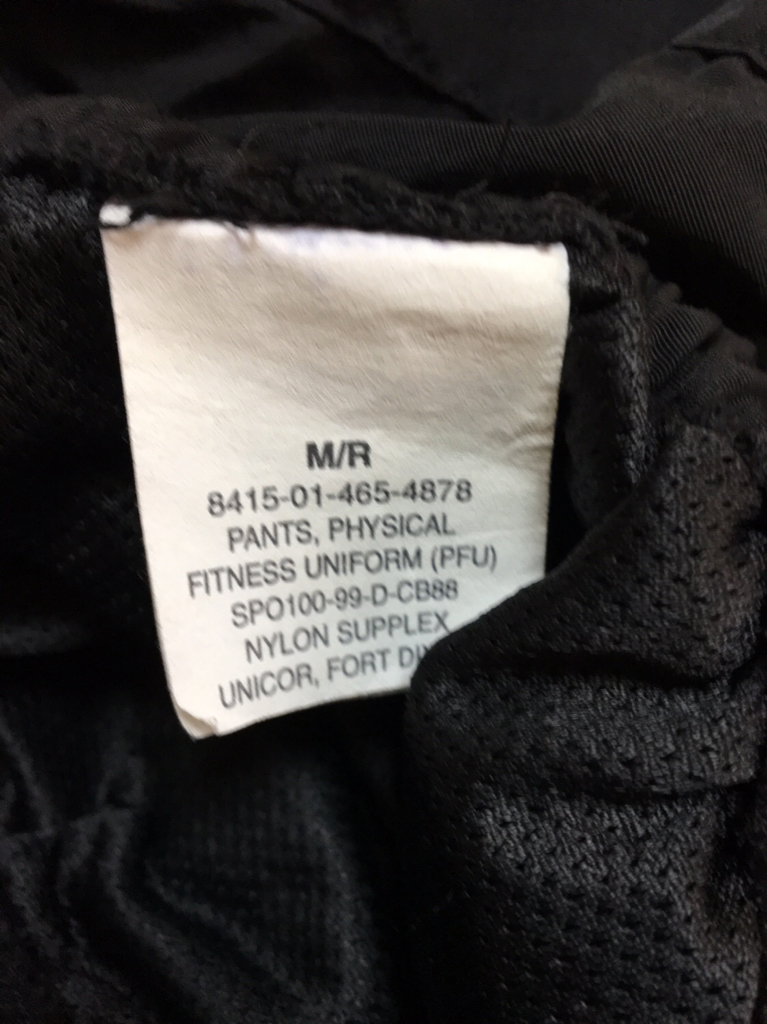 M/R
8415-01-465-4878
PANTS, PHYSICAL
FITNESS UNIFORM (PFU)
SPO100-99-D-CB88
NYLON SUPPLEX
UNICOR, FORT